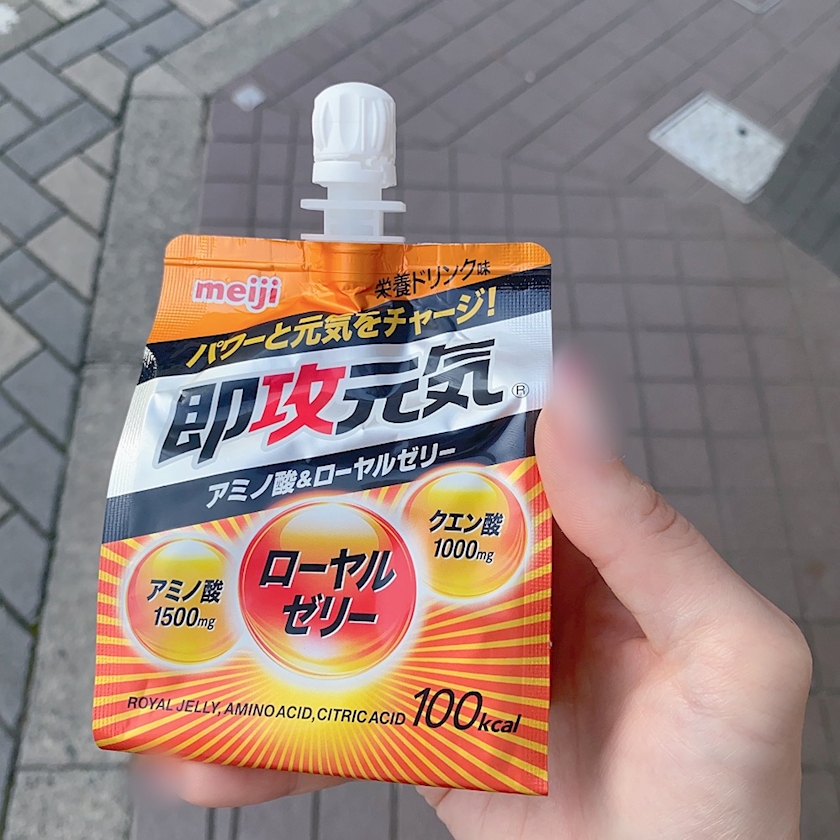 meiji
栄養ドリンク味
パワーと元気をチャージ!
即攻元気®
アミノ酸&ローヤルゼリー
クエン酸
1000mg
アミノ酸
1500mg
ローヤル
ゼリー
ROYAL JELLY, AMINO ACID, CITRIC ACID 100kcal